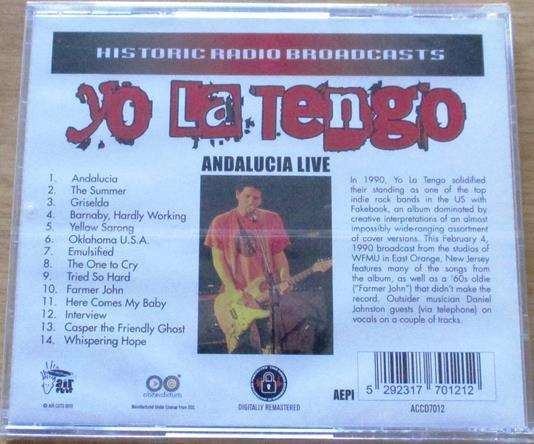 HISTORIC RADIO BROADCASTS
YO LA TENGO
ANDALUCIA LIVE
1. Andalucia
2. The Summer
3. Griselda
4. Barnaby, Hardly Working
5. Yellow Sarong
6. Oklahoma U.S.A.
7. Emulsified
8. The One to Cry
9. Tried So Hard
10. Farmer John
11. Here Comes My Baby
12. Interview
13. Casper the Friendly Ghost
14. Whispering Hope
In 1990, Yo La Tengo solidified
their standing as one of the top
indie rock bands in the US with
Fakebook, an album dominated by
creative interpretations of an almost
impossibly wide-ranging assortment
of cover versions. This February 4,
1990 broadcast from the studios of
WFMU in East Orange, New Jersey
features many of the songs from
the album, as well as a '60s oldie
("Farmer John") that didn't make the
record. Outsider musician Daniel
Johnston guests (via telephone) on
vocals on a couple of tracks.
air
cuts
DIGITALLY REMASTERED
AEPI
5 292317 701212
ACCD7012